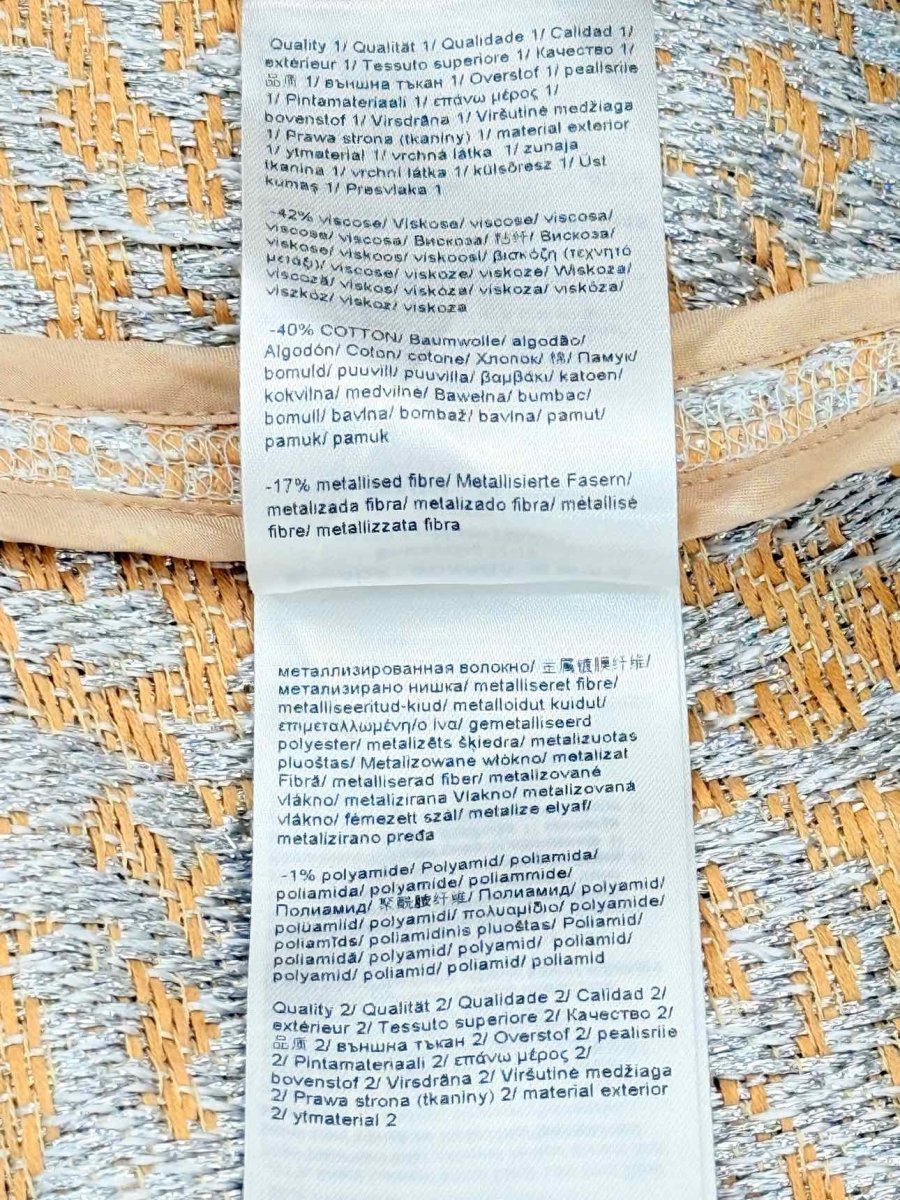 Quality 1/ Qualität 1/ Qualidade 1/ Calidad 1/
extérieur 1/ Tessuto superiore 1/ Качество 1/
品质 1/ външна тъкан 1/ Overstof 1/ pealisriie
1/ Pintamateriaali 1/ επάνω μέρος 1/
bovenstof 1/ Virsdrāna 1/ Viršutinė medžiaga
1/ Prawa strona (tkaniny) 1/ material exterior
1/ ytmaterial 1/ vrchná látka 1/ zunaja
tkanina 1/ vrchní látka 1/ külsőrész 1/ Üst
kumaş 1/ Presvlaka 1
-42% viscose/ Viskose/ viscose/ viscosa/
viscose/ viscosa/ Вискоза/ 粘纤/ Вискоза/
viskose/ viskoos/ viskoosi/ βισκόζη (τεχνητό
μετάξι)/ viscose/ viskoze/ viskozė/ Wiskoza/
viscoză/ viskos/ viskóza/ viskoza/ viskóza/
viszkóz/ viskoz/ viskoza
-40% COTTON/ Baumwolle/ algodão/
Algodón/ Coton/ cotone/ Хлопок/ 棉/ Памук/
bomuld/ puuvill/ puuvilla/ βαμβάκι/ katoen/
kokvilna/ medvilnė/ Bawełna/ bumbac/
bomull/ bavlna/ bombaž/ bavlna/ pamut/
pamuk/ pamuk
-17% metallised fibre/ Metallisierte Fasern/
metalizada fibra/ metalizado fibra/ métallisé
fibre/ metallizzata fibra
металлизированная волокно/ 金属镀膜纤维/
метализирано нишка/ metalliseret fibre/
metalliseeritud-kiud/ metalloidut kuidut/
επιμεταλλωμένη/ο ίνα/ gemetalliseerd
polyester/ metalizēts šķiedra/ metalizuotas
pluoštas/ Metalizowane włókno/ metalizat
Fibră/ metalliserad fiber/ metalizované
vlákno/ metalizirana Vlakno/ metalizovaná
vlákno/ fémezett szál/ metalize elyaf/
metalizirano pređa
-1% polyamide/ Polyamid/ poliamida/
poliamida/ polyamide/ poliammide/
Полиамид/ 聚酰胺纤维/ Полиамид/ polyamid/
polüamiid/ polyamidi/ πολυαμίδιο/ polyamide/
poliamīds/ poliamidinis pluoštas/ Poliamid/
poliamidă/ polyamid/ polyamid/ poliamid/
polyamid/ poliamid/ poliamid/ poliamid
Quality 2/ Qualität 2/ Qualidade 2/ Calidad 2/
extérieur 2/ Tessuto superiore 2/ Качество 2/
品质 2/ външна тъкан 2/ Overstof 2/ pealisriie
2/ Pintamateriaali 2/ επάνω μέρος 2/
bovenstof 2/ Virsdrāna 2/ Viršutinė medžiaga
2/ Prawa strona (tkaniny) 2/ material exterior
2/ ytmaterial 2